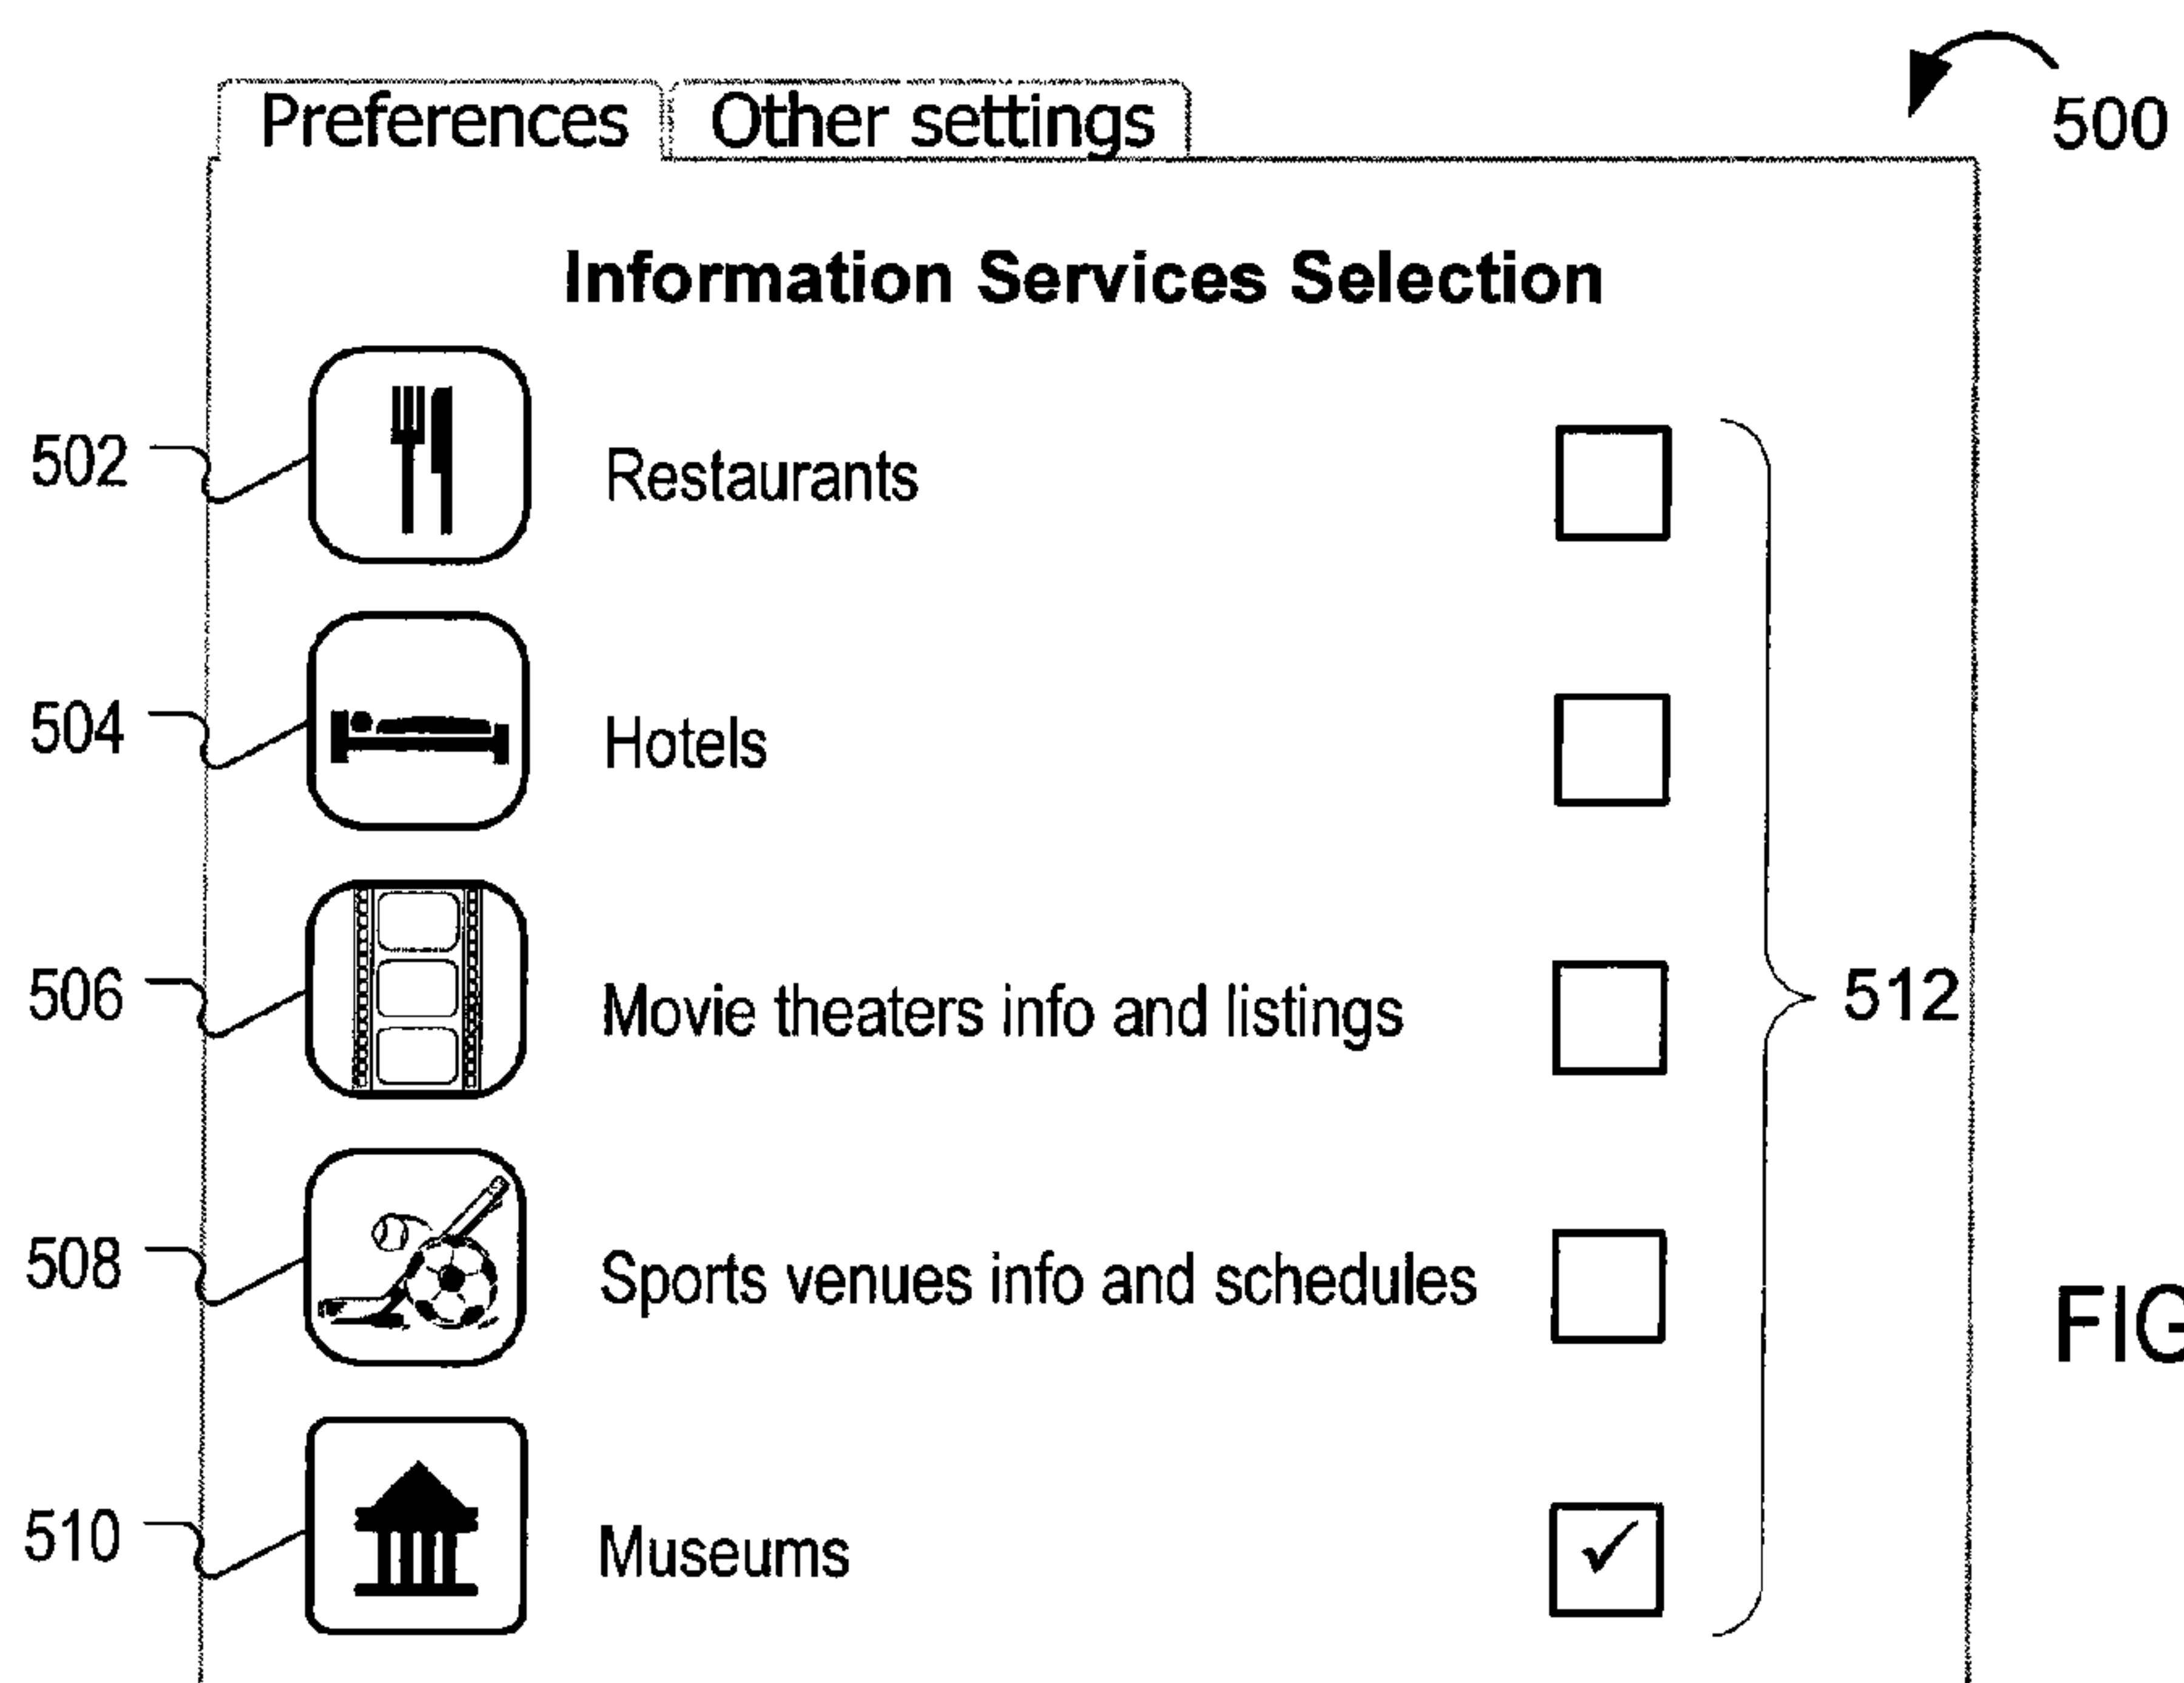 Preferences Other settings
500
Information Services Selection
502 Restaurants
504 Hotels
506 Movie theaters info and listings
512
508 Sports venues info and schedules
FIG
510 Museums